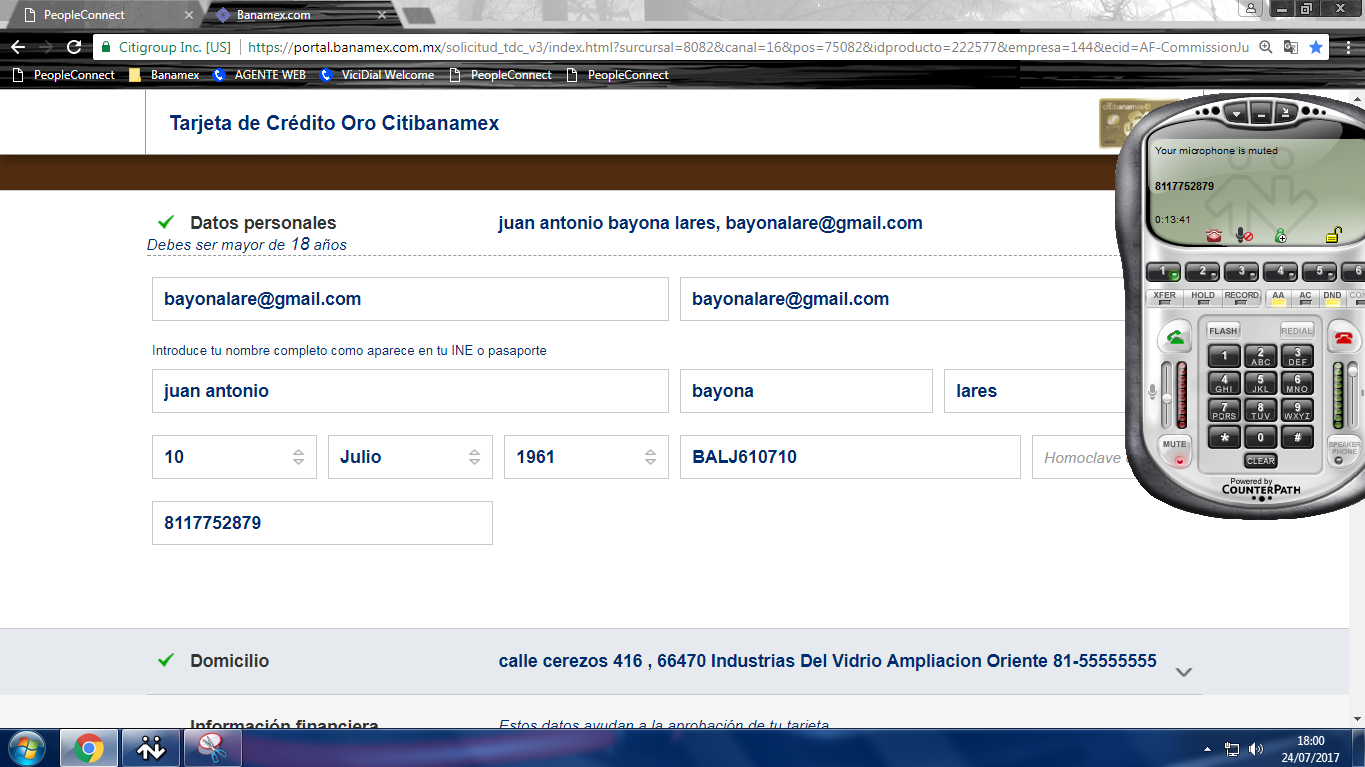 PeopleConnect
Banamex.com
Citigroup Inc. [US] https://portal.banamex.com.mx/solicitud_tdc_v3/index.html?surcursal=8082&canal=16&pos=75082&idproducto=222577&empresa=144&ecid=AF-CommissionJu
PeopleConnect Banamex AGENTE WEB ViciDial Welcome PeopleConnect PeopleConnect
Tarjeta de Crédito Oro Citibanamex
Datos personales juan antonio bayona lares, bayonalare@gmail.com
Debes ser mayor de 18 años
bayonalare@gmail.com bayonalare@gmail.com
Introduce tu nombre completo como aparece en tu INE o pasaporte
juan antonio bayona lares
10 Julio 1961 BALJ610710 Homoclave
8117752879
Domicilio calle cerezos 416 , 66470 Industrias Del Vidrio Ampliacion Oriente 81-55555555
Información financiera Estos datos ayudan a la aprobación de tu tarjeta
Your microphone is muted
8117752879
0:13:41
1 2 3 4 5 6
XFER HOLD RECORD AA AC DND CON
FLASH REDIAL
1 2 ABC 3 DEF
4 GHI 5 JKL 6 MNO
7 PQRS 8 TUV 9 WXYZ
* 0 #
MUTE CLEAR SPEAKER PHONE
Powered by
COUNTERPATH
18:00
24/07/2017